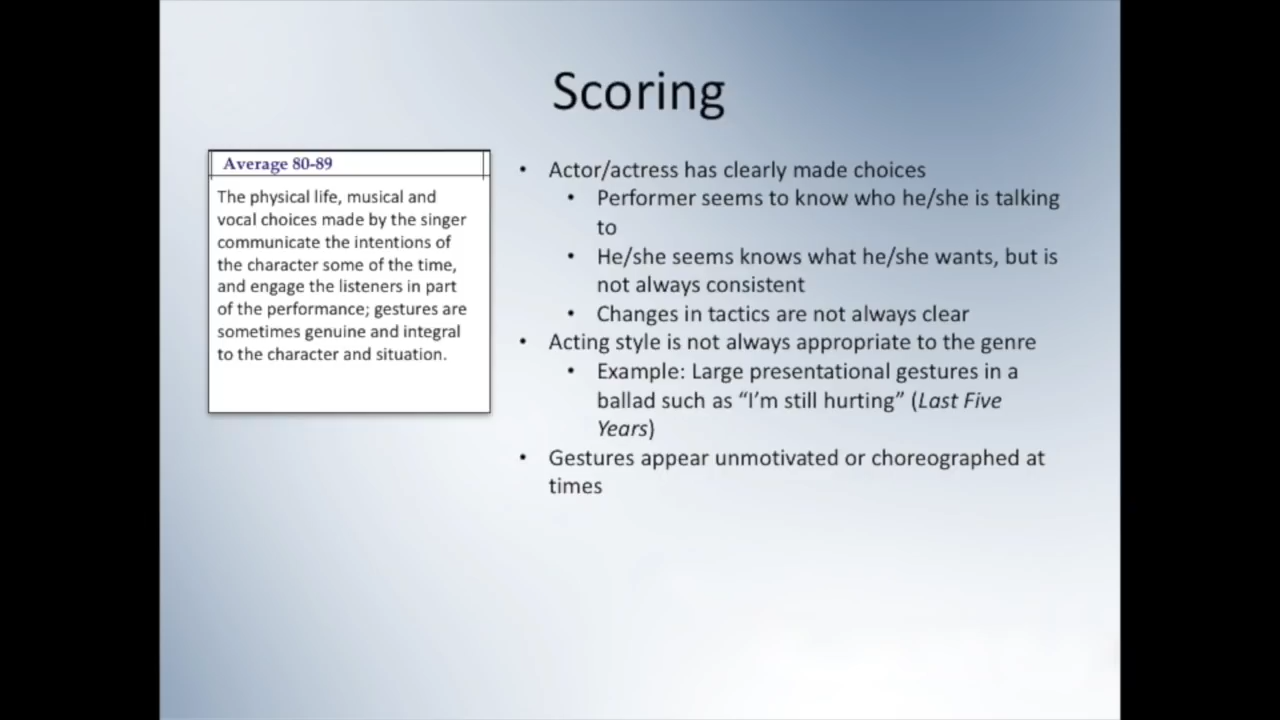 Scoring
Average 80-89
The physical life, musical and
vocal choices made by the singer
communicate the intentions of
the character some of the time,
and engage the listeners in part
of the performance; gestures are
sometimes genuine and integral
to the character and situation.
• Actor/actress has clearly made choices
• Performer seems to know who he/she is talking
to
• He/she seems knows what he/she wants, but is
not always consistent
• Changes in tactics are not always clear
• Acting style is not always appropriate to the genre
• Example: Large presentational gestures in a
ballad such as “I’m still hurting” (Last Five
Years)
• Gestures appear unmotivated or choreographed at
times